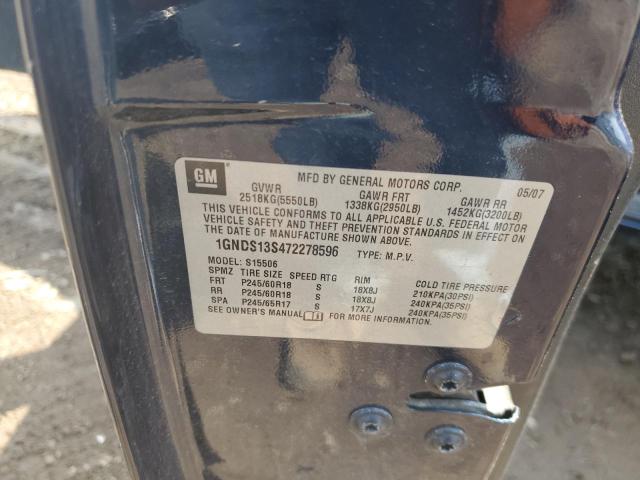 GM
MFD BY GENERAL MOTORS CORP. 05/07
GVWR GAWR FRT GAWR RR
2518KG(5550LB) 1338KG(2950LB) 1452KG(3200LB)
THIS VEHICLE CONFORMS TO ALL APPLICABLE U.S. FEDERAL MOTOR
VEHICLE SAFETY AND THEFT PREVENTION STANDARDS IN EFFECT ON
THE DATE OF MANUFACTURE SHOWN ABOVE.
1GNDS13S472278596 TYPE: M.P.V.
MODEL: S15506
SPMZ TIRE SIZE SPEED RTG RIM COLD TIRE PRESSURE
FRT P245/60R18 S 18X8J 210KPA(30PSI)
RR P245/60R18 S 18X8J 240KPA(35PSI)
SPA P245/65R17 S 17X7J 240KPA(35PSI)
SEE OWNER'S MANUAL FOR MORE INFORMATION.